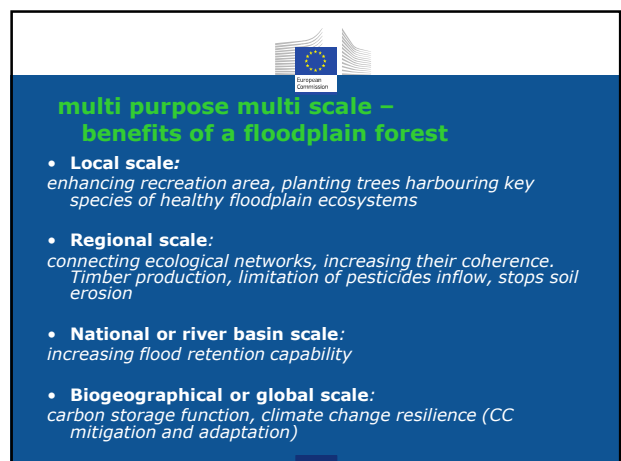 European
Commission
multi purpose multi scale –
benefits of a floodplain forest
• Local scale:
enhancing recreation area, planting trees harbouring key
species of healthy floodplain ecosystems
• Regional scale:
connecting ecological networks, increasing their coherence.
Timber production, limitation of pesticides inflow, stops soil
erosion
• National or river basin scale:
increasing flood retention capability
• Biogeographical or global scale:
carbon storage function, climate change resilience (CC
mitigation and adaptation)